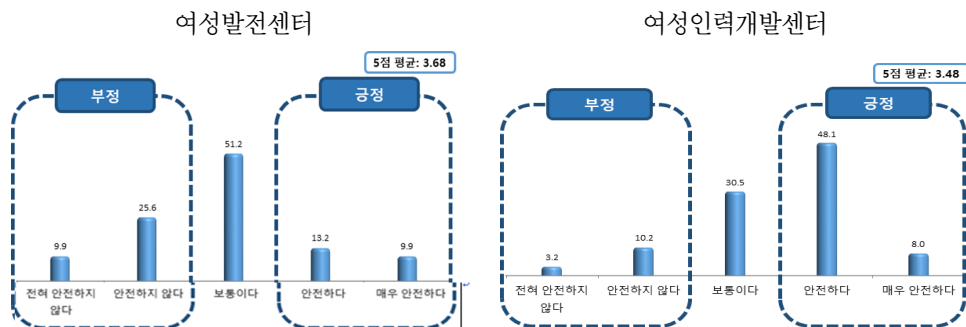 여성발전센터
5점 평균: 3.68
부정
긍정
9.9
25.6
51.2
13.2
9.9
전혀 안전하지
않다
안전하지 않다
보통이다
안전하다
매우 안전하다
여성인력개발센터
5점 평균: 3.48
부정
긍정
3.2
10.2
30.5
48.1
8.0
전혀 안전하지
않다
안전하지 않다
보통이다
안전하다
매우 안전하다